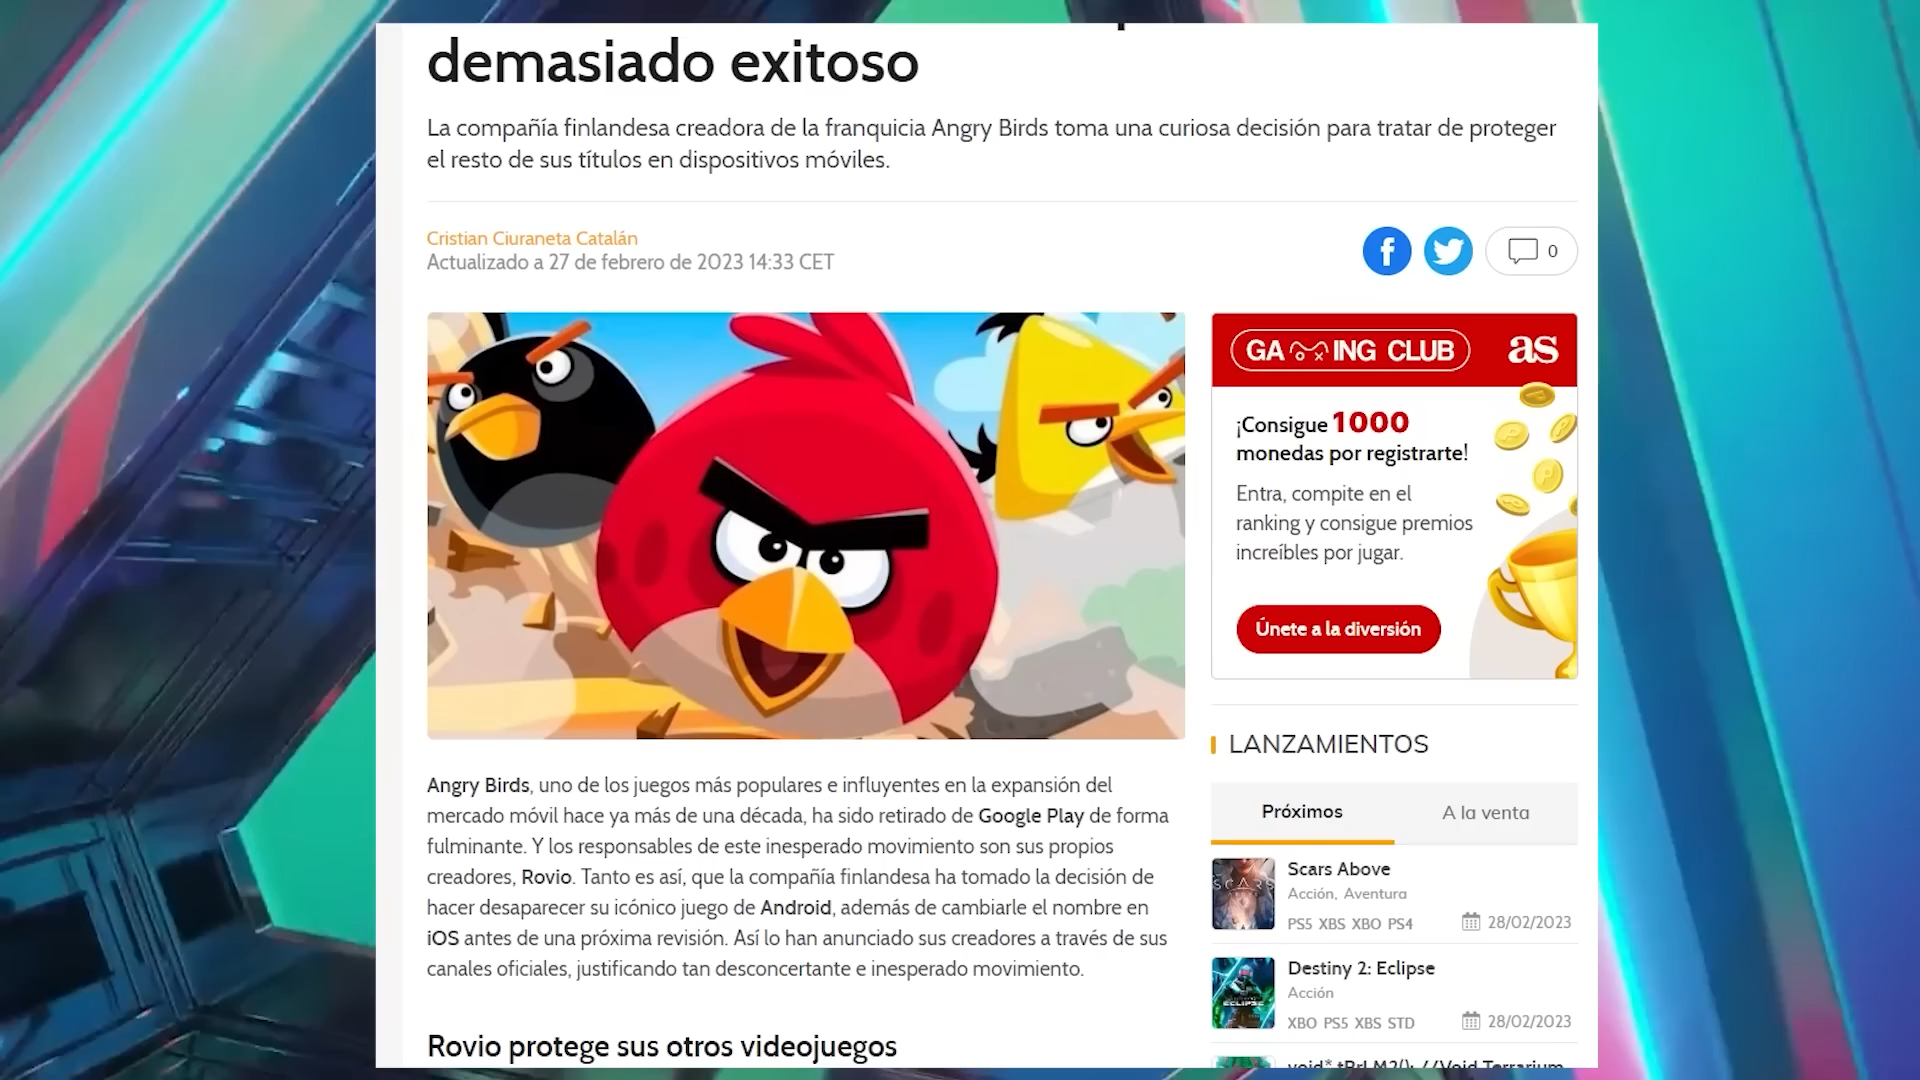 demasiado exitoso
La compañía finlandesa creadora de la franquicia Angry Birds toma una curiosa decisión para tratar de proteger
el resto de sus títulos en dispositivos móviles.
Cristian Ciuraneta Catalán
Actualizado a 27 de febrero de 2023 14:33 CET
0
Angry Birds, uno de los juegos más populares e influyentes en la expansión del
mercado móvil hace ya más de una década, ha sido retirado de Google Play de forma
fulminante. Y los responsables de este inesperado movimiento son sus propios
creadores, Rovio. Tanto es así, que la compañía finlandesa ha tomado la decisión de
hacer desaparecer su icónico juego de Android, además de cambiarle el nombre en
iOS antes de una próxima revisión. Así lo han anunciado sus creadores a través de sus
canales oficiales, justificando tan desconcertante e inesperado movimiento.
Rovio protege sus otros videojuegos
GAMING CLUB as
¡Consigue 1000
monedas por registrarte!
Entra, compite en el
ranking y consigue premios
increíbles por jugar.
Únete a la diversión
LANZAMIENTOS
Próximos A la venta
SCARS
Scars Above
Acción, Aventura
PS5 XBS XBO PS4 28/02/2023
ECLIPSE
Destiny 2: Eclipse
Acción
XBO PS5 XBS STD 28/02/2023
void* tRrLM2(); //Void Terrarium